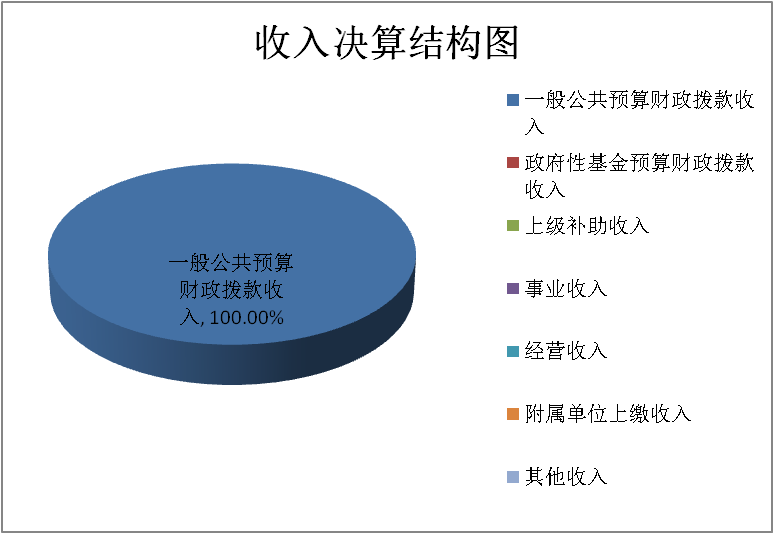 收入决算结构图
一般公共预算
财政拨款收
入, 100.00%
一般公共预算财政拨款收
入
政府性基金预算财政拨款
收入
上级补助收入
事业收入
经营收入
附属单位上缴收入
其他收入